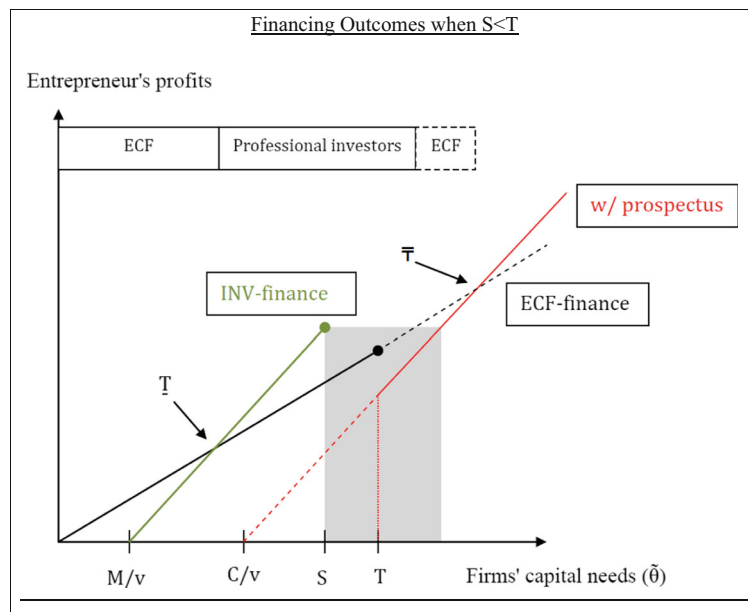 Financing Outcomes when S<T
Entrepreneur's profits
ECF Professional investors ECF
w/ prospectus
T̿
INV-finance
ECF-finance
T̲
M/v C/v S T Firms' capital needs (θ̃)